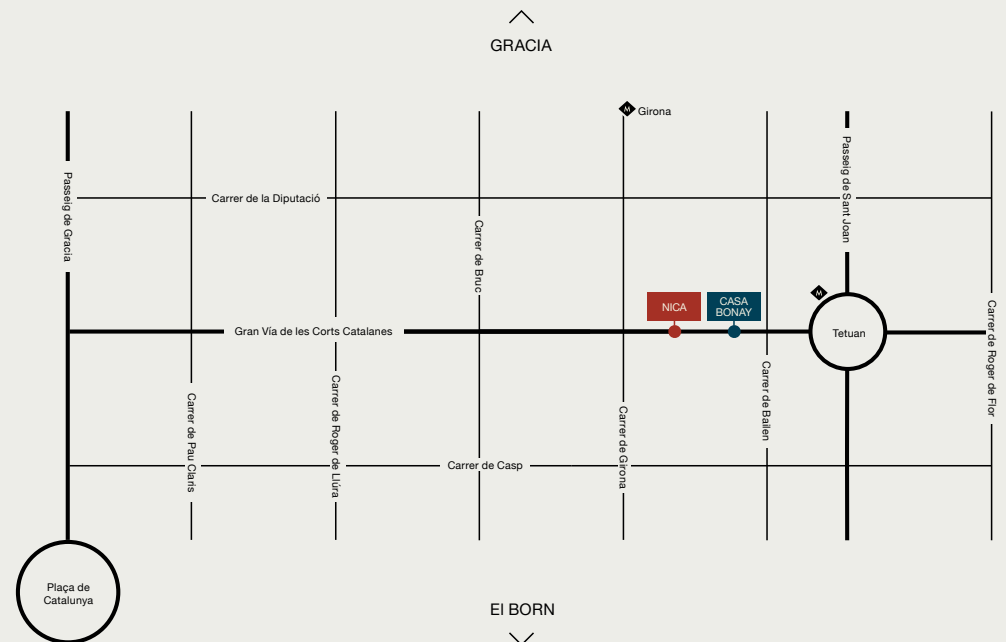 GRACIA
M Girona
Passeig de Gracia
Passeig de Sant Joan
Carrer de la Diputació
Carrer de Bruc
M
NICA
CASA
BONAY
Carrer de Roger de Flor
Gran Vía de les Corts Catalanes
Tetuan
Carrer de Bailen
Carrer de Roger de Llúra
Carrer de Pau Claris
Carrer de Girona
Carrer de Casp
Plaça de
Catalunya
El BORN